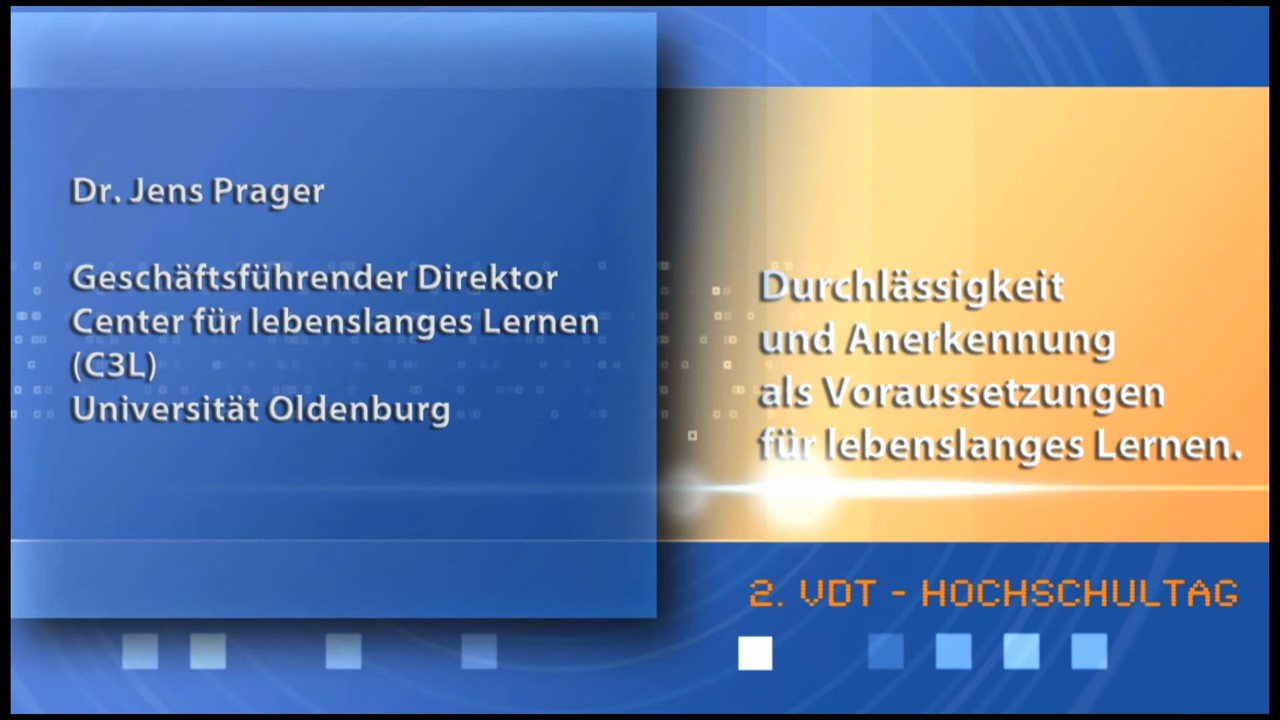 Dr. Jens Prager
Geschäftsführender Direktor
Center für lebenslanges Lernen
(C3L)
Universität Oldenburg
Durchlässigkeit
und Anerkennung
als Voraussetzungen
für lebenslanges Lernen.
2. VDT - HOCHSCHULTAG